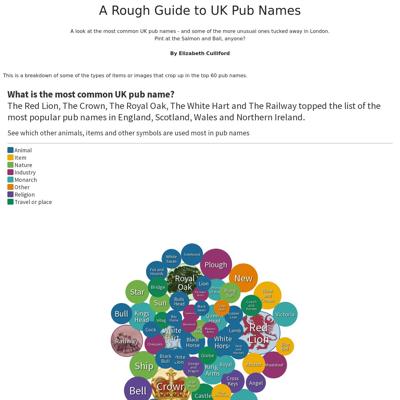 A Rough Guide to UK Pub Names
A look at the most common UK pub names - and some of the more unusual ones tucked away in London.
Pint at the Salmon and Ball, anyone?
By Elizabeth Culliford
This is a breakdown of some of the types of items or images that crop up in the top 60 pub names.
What is the most common UK pub name?
The Red Lion, The Crown, The Royal Oak, The White Hart and The Railway topped the list of the
most popular pub names in England, Scotland, Wales and Northern Ireland.
See which other animals, items and other symbols are used most in pub names
Animal
Item
Nature
Industry
Monarch
Other
Religion
Travel or place
Plough
Royal
Oak
Lion
New
Bridge
Star
Sun
Bull
Kings
Head
Victoria
Cock
White
Hart
Black
Horse
White
Lamb
Red
Lion
Railway
Ship
Black
Bull
Globe
King
Arms
Crown
Cross
Keys
Angel
Bell
Castle